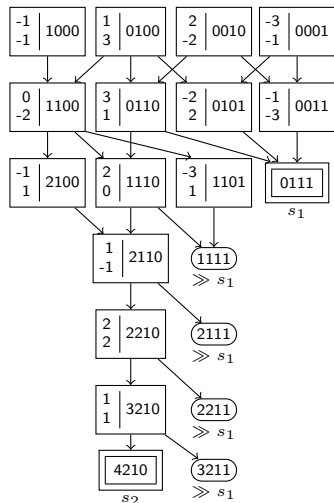 -1 -1 1000
1 3 0100
2 -2 0010
-3 -1 0001
0 -2 1100
3 1 0110
-2 2 0101
-1 -3 0011
-1 1 2100
2 0 1110
-3 1 1101
0111
s1
1 -1 2110
1111
≫ s1
2 2 2210
2111
≫ s1
1 1 3210
2211
≫ s1
4210
s2
3211
≫ s1